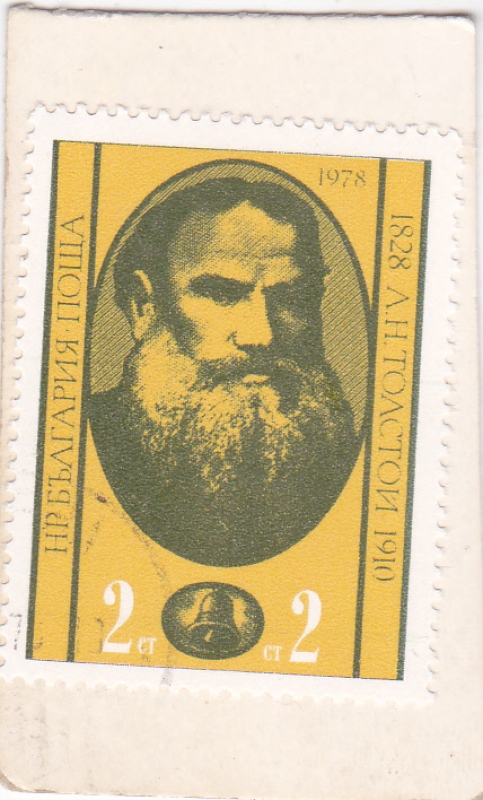 1978
НР БЪЛГАРИЯ · ПОЩА
1828 Л.Н.ТОЛСТОЙ 1910
2 СТ
СТ 2